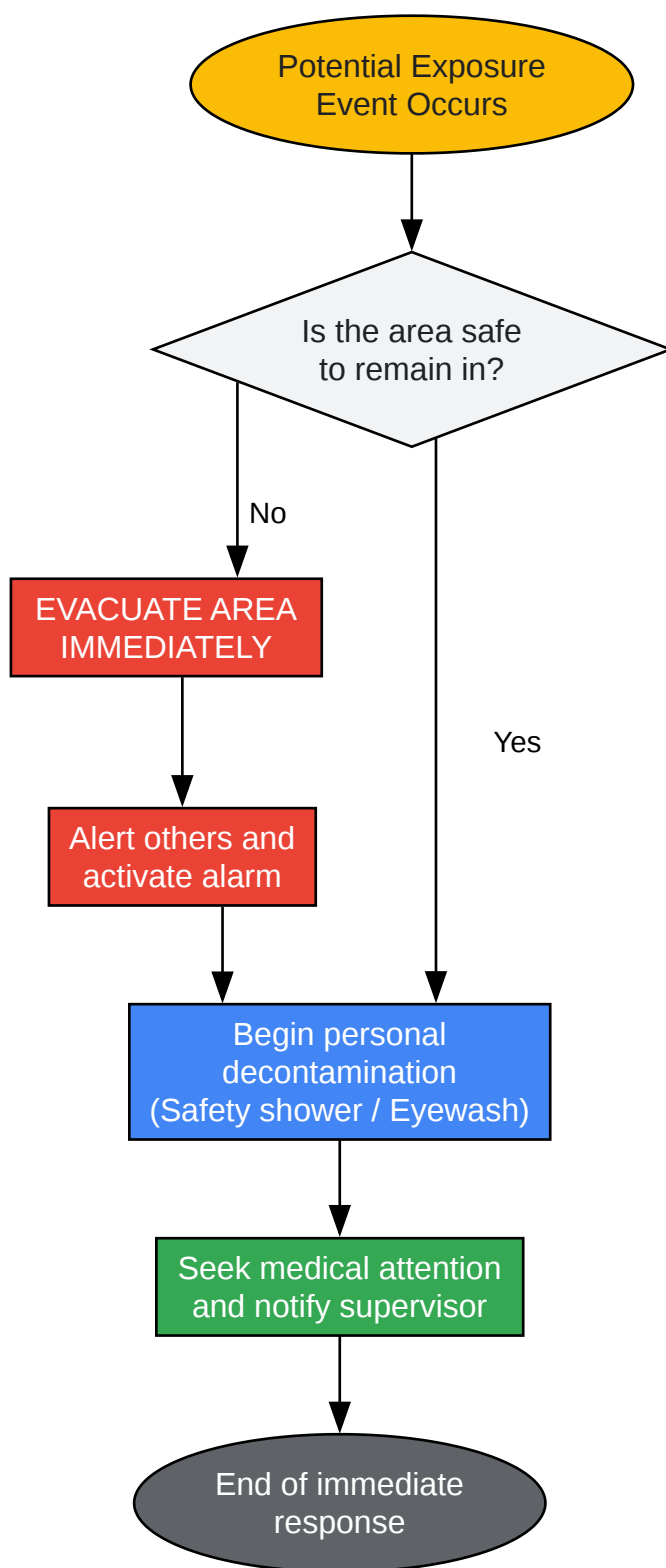 Potential Exposure
Event Occurs
Is the area safe
to remain in?
No
EVACUATE AREA
IMMEDIATELY
Yes
Alert others and
activate alarm
Begin personal
decontamination
(Safety shower / Eyewash)
Seek medical attention
and notify supervisor
End of immediate
response